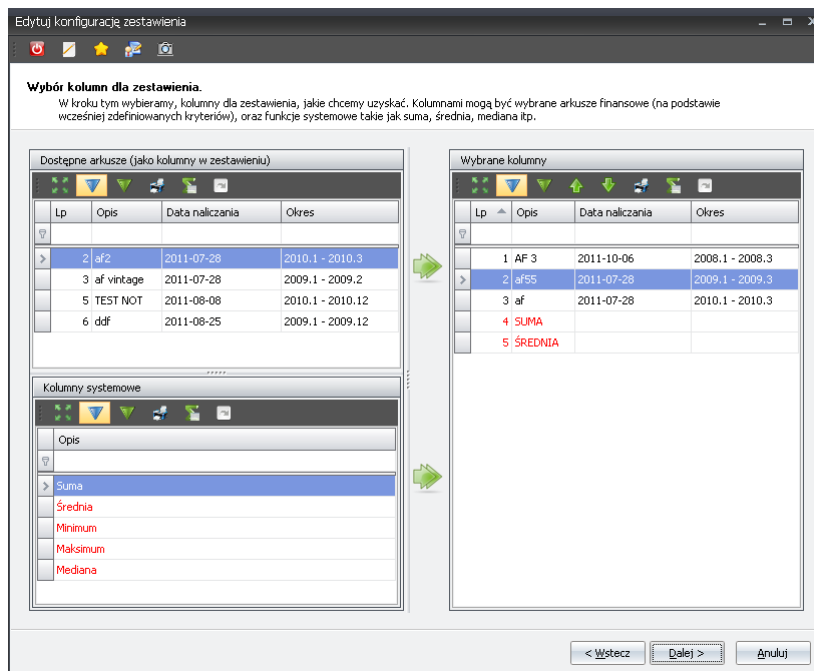 Edytuj konfigurację zestawienia
Wybór kolumn dla zestawienia.
W kroku tym wybieramy, kolumny dla zestawienia, jakie chcemy uzyskać. Kolumnami mogą być wybrane arkusze finansowe (na podstawie
wcześniej zdefiniowanych kryteriów), oraz funkcje systemowe takie jak suma, średnia, mediana itp.
Dostępne arkusze (jako kolumny w zestawieniu)
Lp Opis Data naliczania Okres
2 af2 2011-07-28 2010.1 - 2010.3
3 af vintage 2011-07-28 2009.1 - 2009.2
5 TEST NOT 2011-08-08 2010.1 - 2010.12
6 ddf 2011-08-25 2009.1 - 2009.12
Kolumny systemowe
Opis
Suma
Średnia
Minimum
Maksimum
Mediana
Wybrane kolumny
Lp Opis Data naliczania Okres
1 AF 3 2011-10-06 2008.1 - 2008.3
2 af55 2011-07-28 2009.1 - 2009.3
3 af 2011-07-28 2010.1 - 2010.3
4 SUMA
5 ŚREDNIA
< Wstecz Dalej > Anuluj